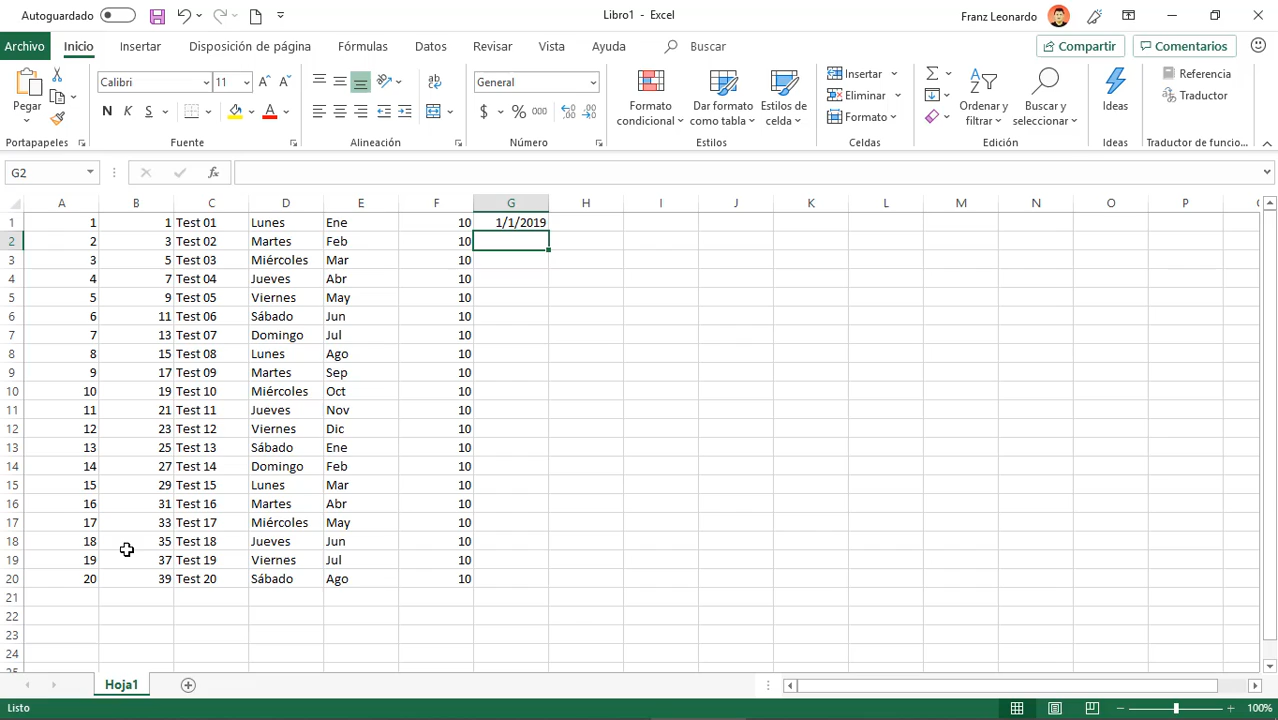 Autoguardado
Libro1 - Excel
Franz Leonardo
Archivo Inicio Insertar Disposición de página Fórmulas Datos Revisar Vista Ayuda Buscar Compartir Comentarios
Pegar
Portapapeles
Calibri 11
N K S
Fuente
Alineación
General
$ % 000
Número
Formato condicional
Dar formato como tabla
Estilos de celda
Estilos
Insertar
Eliminar
Formato
Celdas
Ordenar y filtrar
Buscar y seleccionar
Edición
Ideas
Ideas
Referencia
Traductor
Traductor de funcio...
G2 fx
A B C D E F G H I J K L M N O P
1 1 1 Test 01 Lunes Ene 10 1/1/2019
2 2 3 Test 02 Martes Feb 10
3 3 5 Test 03 Miércoles Mar 10
4 4 7 Test 04 Jueves Abr 10
5 5 9 Test 05 Viernes May 10
6 6 11 Test 06 Sábado Jun 10
7 7 13 Test 07 Domingo Jul 10
8 8 15 Test 08 Lunes Ago 10
9 9 17 Test 09 Martes Sep 10
10 10 19 Test 10 Miércoles Oct 10
11 11 21 Test 11 Jueves Nov 10
12 12 23 Test 12 Viernes Dic 10
13 13 25 Test 13 Sábado Ene 10
14 14 27 Test 14 Domingo Feb 10
15 15 29 Test 15 Lunes Mar 10
16 16 31 Test 16 Martes Abr 10
17 17 33 Test 17 Miércoles May 10
18 18 35 Test 18 Jueves Jun 10
19 19 37 Test 19 Viernes Jul 10
20 20 39 Test 20 Sábado Ago 10
21
22
23
24
25
Hoja1
Listo
100%